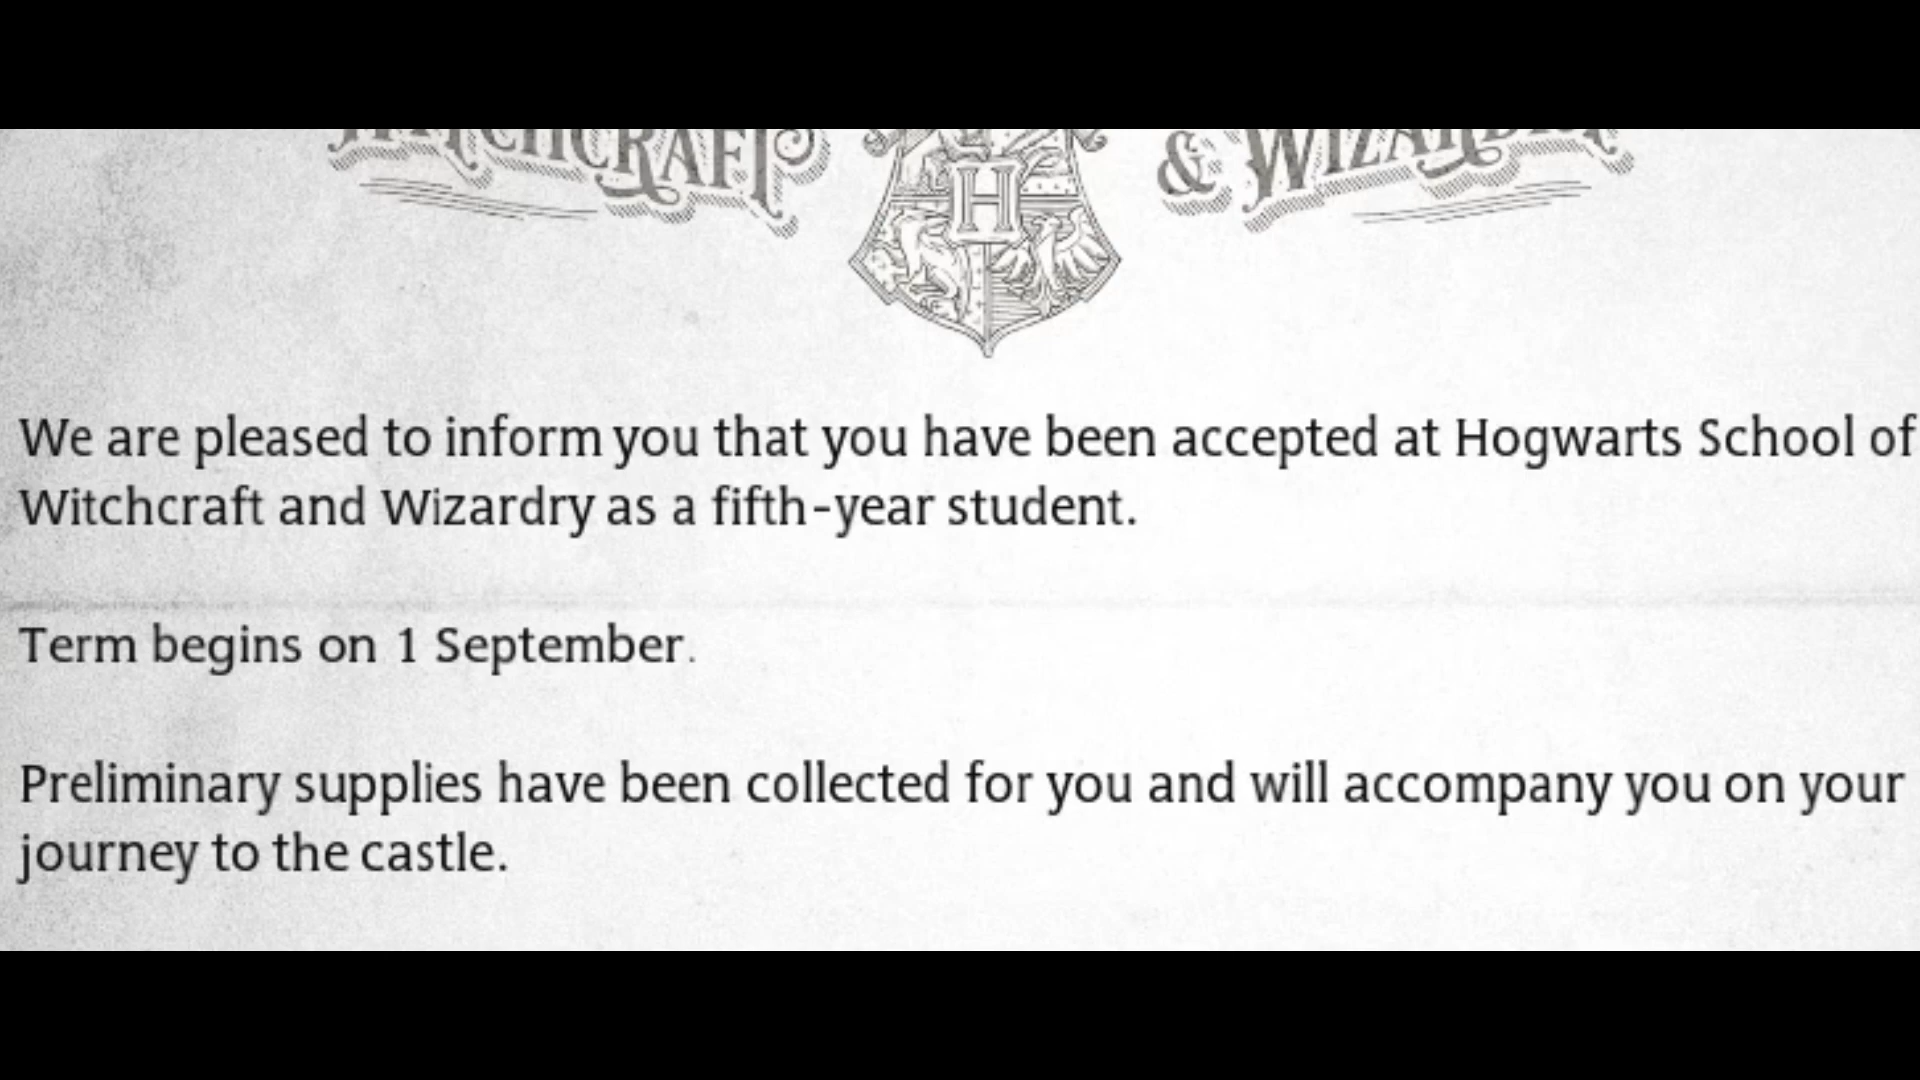 WITCHCRAFT & WIZARDRY
H
We are pleased to inform you that you have been accepted at Hogwarts School of
Witchcraft and Wizardry as a fifth-year student.
Term begins on 1 September.
Preliminary supplies have been collected for you and will accompany you on your
journey to the castle.